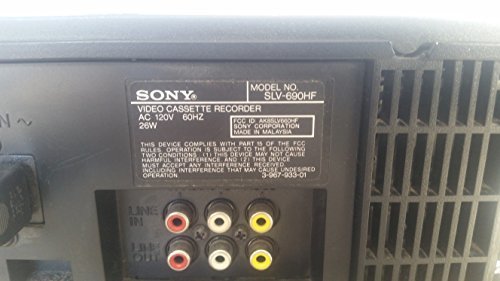 SONY®
MODEL NO.
SLV-690HF
VIDEO CASSETTE RECORDER
AC 120V 60HZ
26W
FCC ID: AK8SLV660HF
SONY CORPORATION
MADE IN MALAYSIA
THIS DEVICE COMPLIES WITH PART 15 OF THE FCC
RULES. OPERATION IS SUBJECT TO THE FOLLOWING
TWO CONDITIONS: (1) THIS DEVICE MAY NOT CAUSE
HARMFUL INTERFERENCE, AND (2) THIS DEVICE
MUST ACCEPT ANY INTERFERENCE RECEIVED,
INCLUDING INTERFERENCE THAT MAY CAUSE
UNDESIRED OPERATION.
3-967-933-01
IN ~
LINE
IN
LINE
OUT